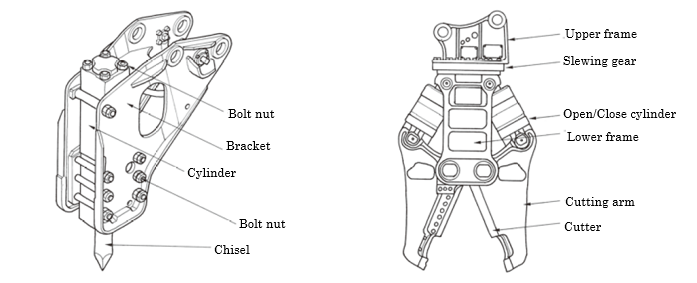 Bolt nut
Bracket
Cylinder
Bolt nut
Chisel
Upper frame
Slewing gear
Open/Close cylinder
Lower frame
Cutting arm
Cutter